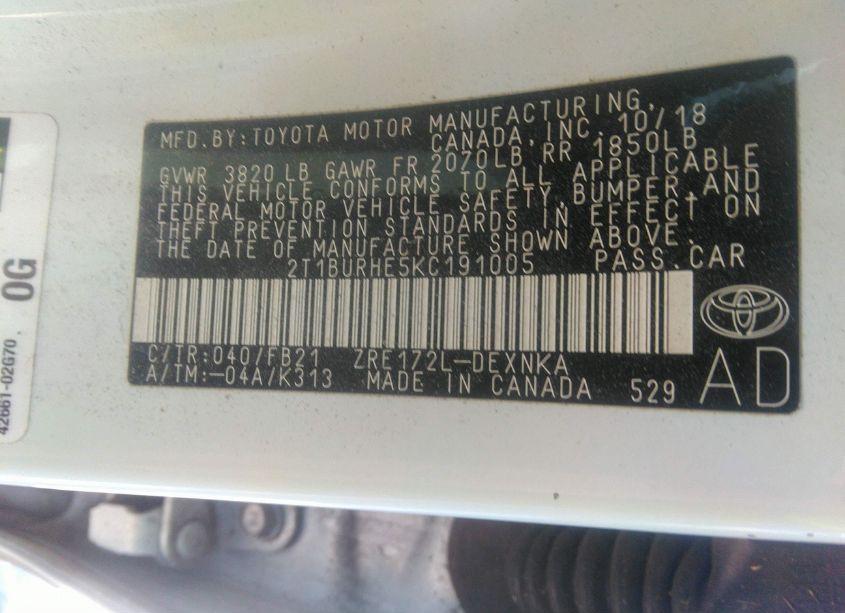 MFD.BY:TOYOTA MOTOR MANUFACTURING,
CANADA, INC. 10/18
GVWR 3820 LB GAWR FR 2070LB RR 1850LB
THIS VEHICLE CONFORMS TO ALL APPLICABLE
FEDERAL MOTOR VEHICLE SAFETY, BUMPER, AND
THEFT PREVENTION STANDARDS IN EFFECT ON
THE DATE OF MANUFACTURE SHOWN ABOVE.
2T1BURHE5KC191005 PASS.CAR
C/TR:040/FB21 ZRE172L-DEXNKA
A/TM:-04A/K313 MADE IN CANADA 529
AD
42661-02G70
0G